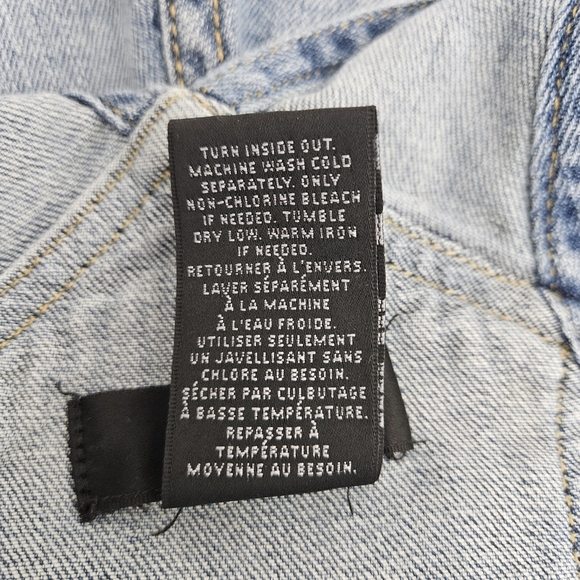 TURN INSIDE OUT.
MACHINE WASH COLD
SEPARATELY. ONLY
NON-CHLORINE BLEACH
IF NEEDED. TUMBLE
DRY LOW. WARM IRON
IF NEEDED.
RETOURNER À L'ENVERS.
LAVER SÉPARÉMENT
À LA MACHINE
À L'EAU FROIDE.
UTILISER SEULEMENT
UN JAVELLISANT SANS
CHLORE AU BESOIN.
SÉCHER PAR CULBUTAGE
À BASSE TEMPÉRATURE.
REPASSER À
TEMPÉRATURE
MOYENNE AU BESOIN.